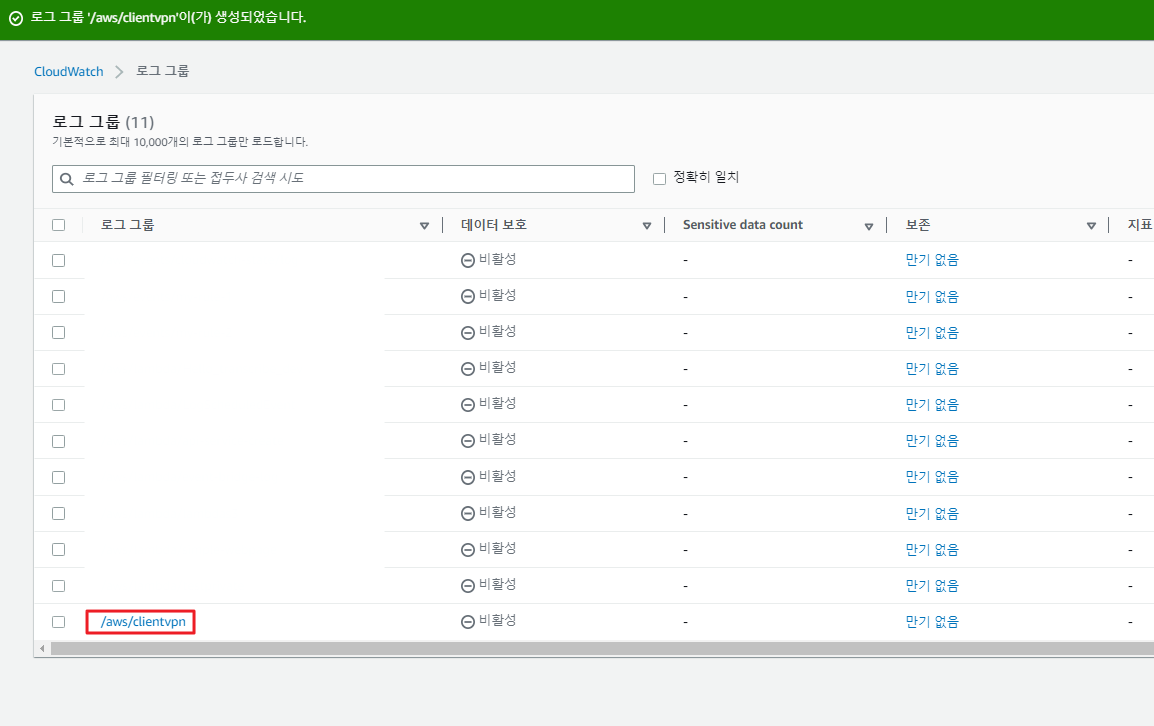 로그 그룹 '/aws/clientvpn'이(가) 생성되었습니다.
CloudWatch 로그 그룹
로그 그룹 (11)
기본적으로 최대 10,000개의 로그 그룹만 로드합니다.
로그 그룹 필터링 또는 접두사 검색 시도 정확히 일치
로그 그룹 데이터 보호 Sensitive data count 보존 지표
비활성 - 만기 없음 -
비활성 - 만기 없음 -
비활성 - 만기 없음 -
비활성 - 만기 없음 -
비활성 - 만기 없음 -
비활성 - 만기 없음 -
비활성 - 만기 없음 -
비활성 - 만기 없음 -
비활성 - 만기 없음 -
비활성 - 만기 없음 -
/aws/clientvpn 비활성 - 만기 없음 -